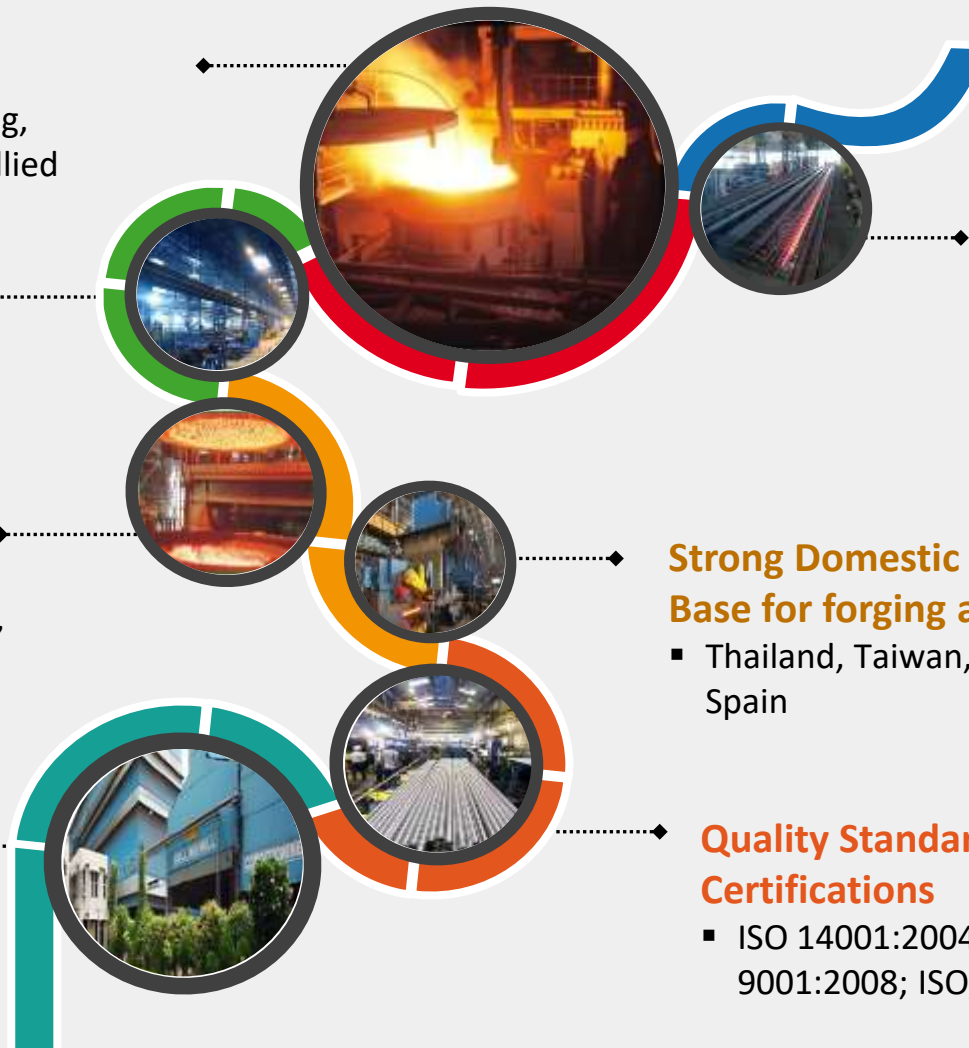 g,
llied
,
Strong Domestic
Base for forging a
▪ Thailand, Taiwan,
Spain
Quality Standar
Certifications
▪ ISO 14001:2004
9001:2008; ISO